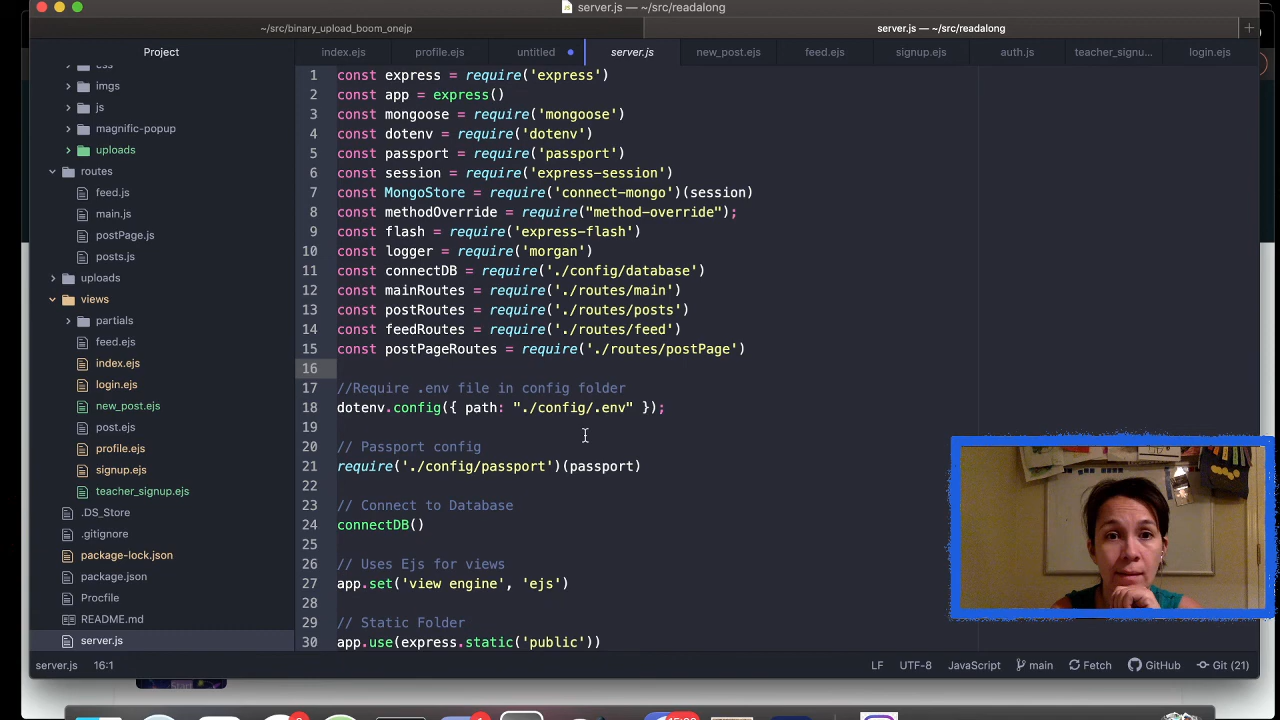 server.js — ~/src/readalong
~/src/binary_upload_boom_onejp
server.js — ~/src/readalong
Project
index.ejs
profile.ejs
untitled
server.js
new_post.ejs
feed.ejs
signup.ejs
auth.js
teacher_signu...
login.ejs
css
imgs
js
magnific-popup
uploads
routes
feed.js
main.js
postPage.js
posts.js
uploads
views
partials
feed.ejs
index.ejs
login.ejs
new_post.ejs
post.ejs
profile.ejs
signup.ejs
teacher_signup.ejs
.DS_Store
.gitignore
package-lock.json
package.json
Procfile
README.md
server.js
1 const express = require('express')
2 const app = express()
3 const mongoose = require('mongoose')
4 const dotenv = require('dotenv')
5 const passport = require('passport')
6 const session = require('express-session')
7 const MongoStore = require('connect-mongo')(session)
8 const methodOverride = require("method-override");
9 const flash = require('express-flash')
10 const logger = require('morgan')
11 const connectDB = require('./config/database')
12 const mainRoutes = require('./routes/main')
13 const postRoutes = require('./routes/posts')
14 const feedRoutes = require('./routes/feed')
15 const postPageRoutes = require('./routes/postPage')
16
17 //Require .env file in config folder
18 dotenv.config({ path: "./config/.env" });
19
20 // Passport config
21 require('./config/passport')(passport)
22
23 // Connect to Database
24 connectDB()
25
26 // Uses Ejs for views
27 app.set('view engine', 'ejs')
28
29 // Static Folder
30 app.use(express.static('public'))
server.js 16:1
LF UTF-8 JavaScript main Fetch GitHub Git (21)
Start